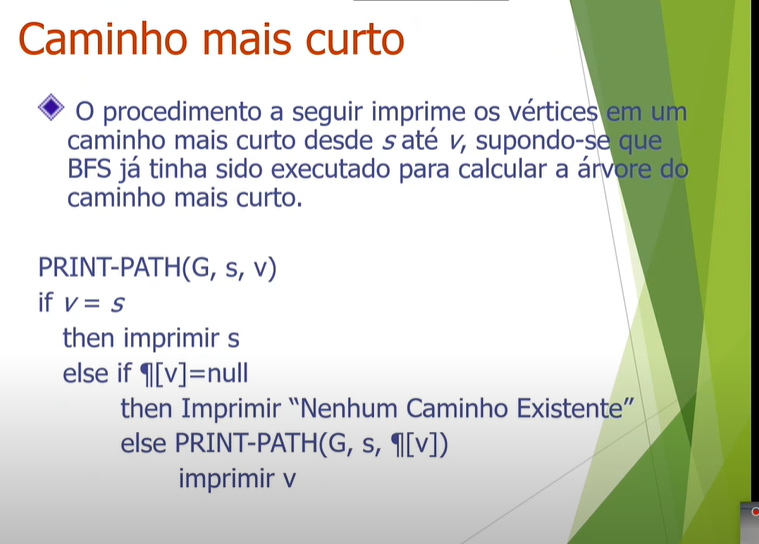 Caminho mais curto
O procedimento a seguir imprime os vértices em um
caminho mais curto desde s até v, supondo-se que
BFS já tinha sido executado para calcular a árvore do
caminho mais curto.
PRINT-PATH(G, s, v)
if v = s
then imprimir s
else if ¶[v]=null
then Imprimir “Nenhum Caminho Existente”
else PRINT-PATH(G, s, ¶[v])
imprimir v